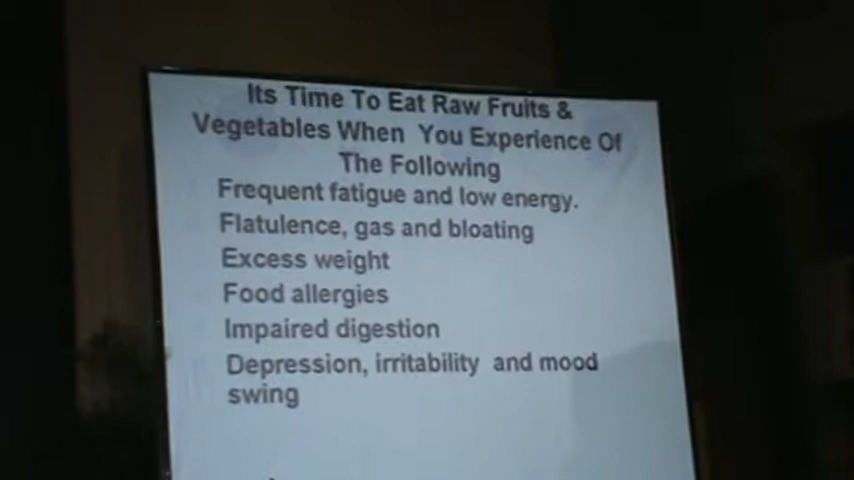 Its Time To Eat Raw Fruits &
Vegetables When You Experience Of
The Following
Frequent fatigue and low energy.
Flatulence, gas and bloating
Excess weight
Food allergies
Impaired digestion
Depression, irritability and mood
swing